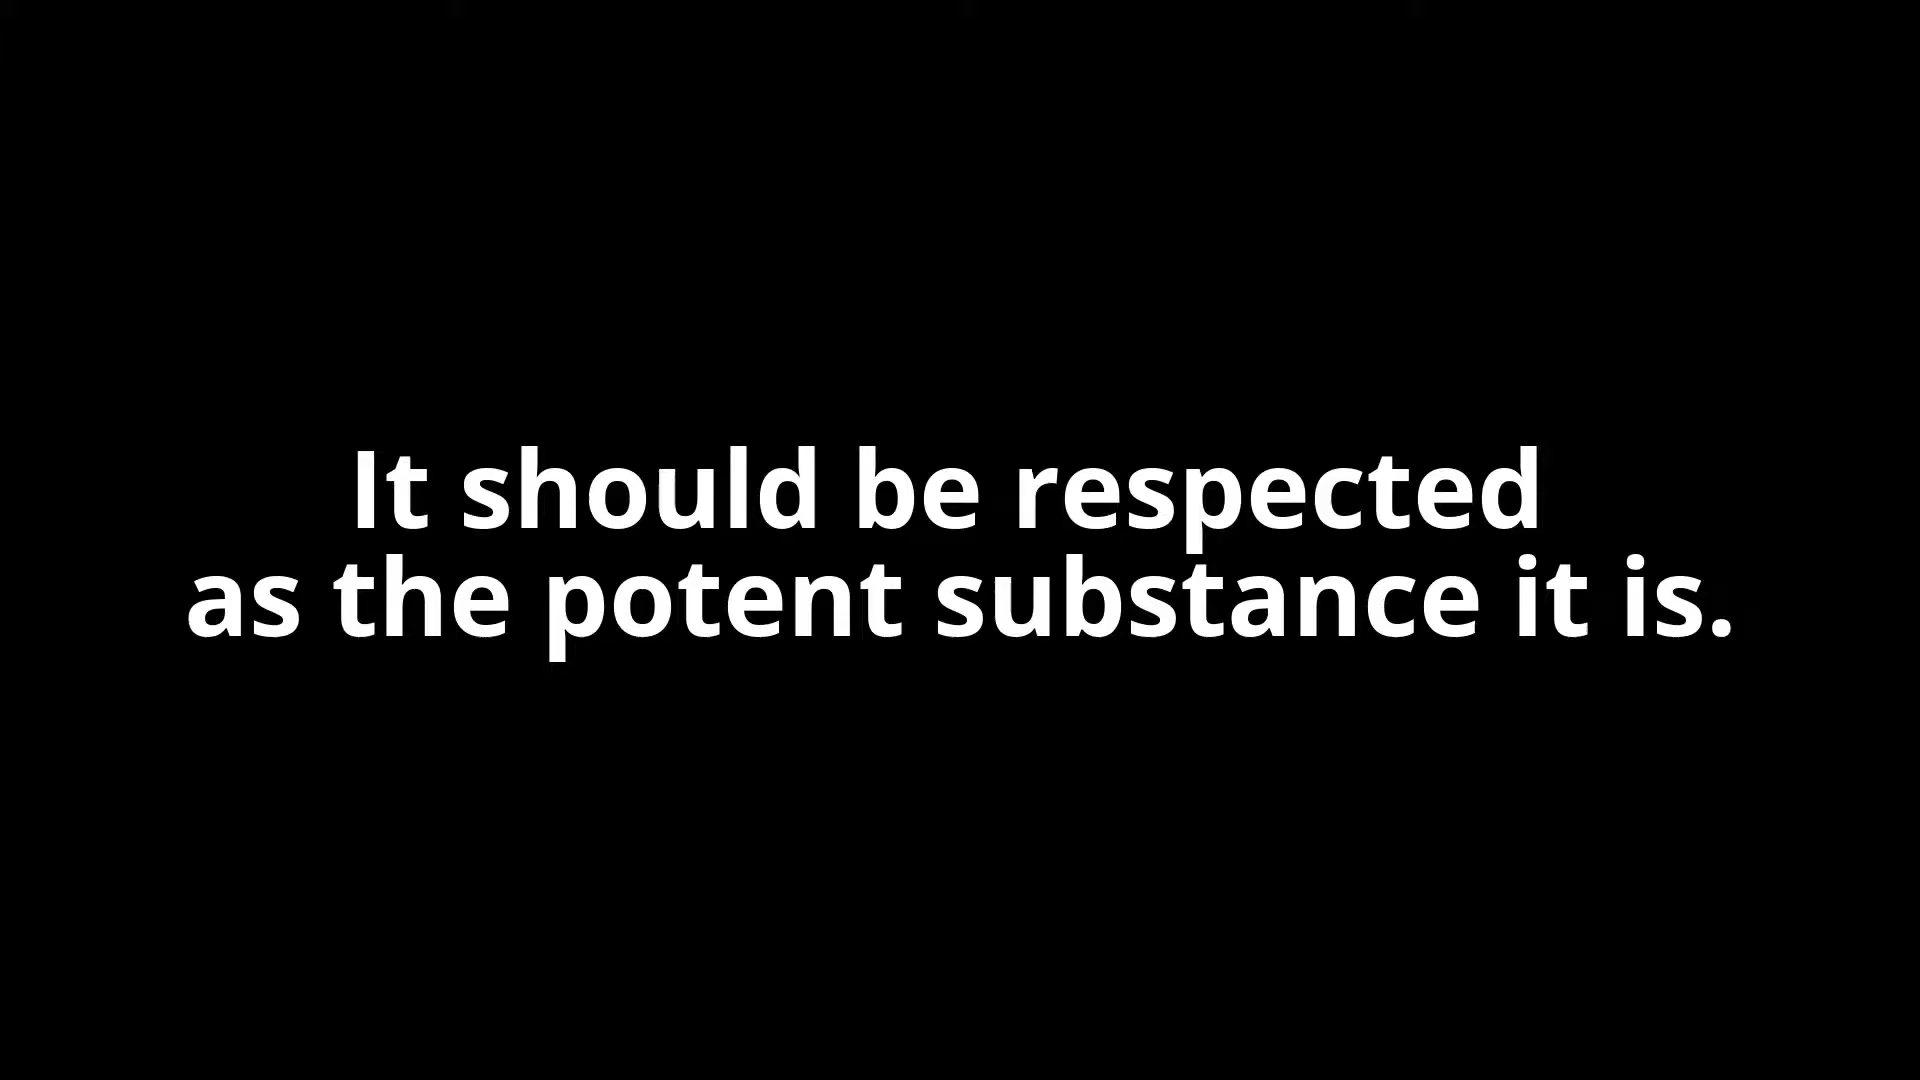 It should be respected
as the potent substance it is.